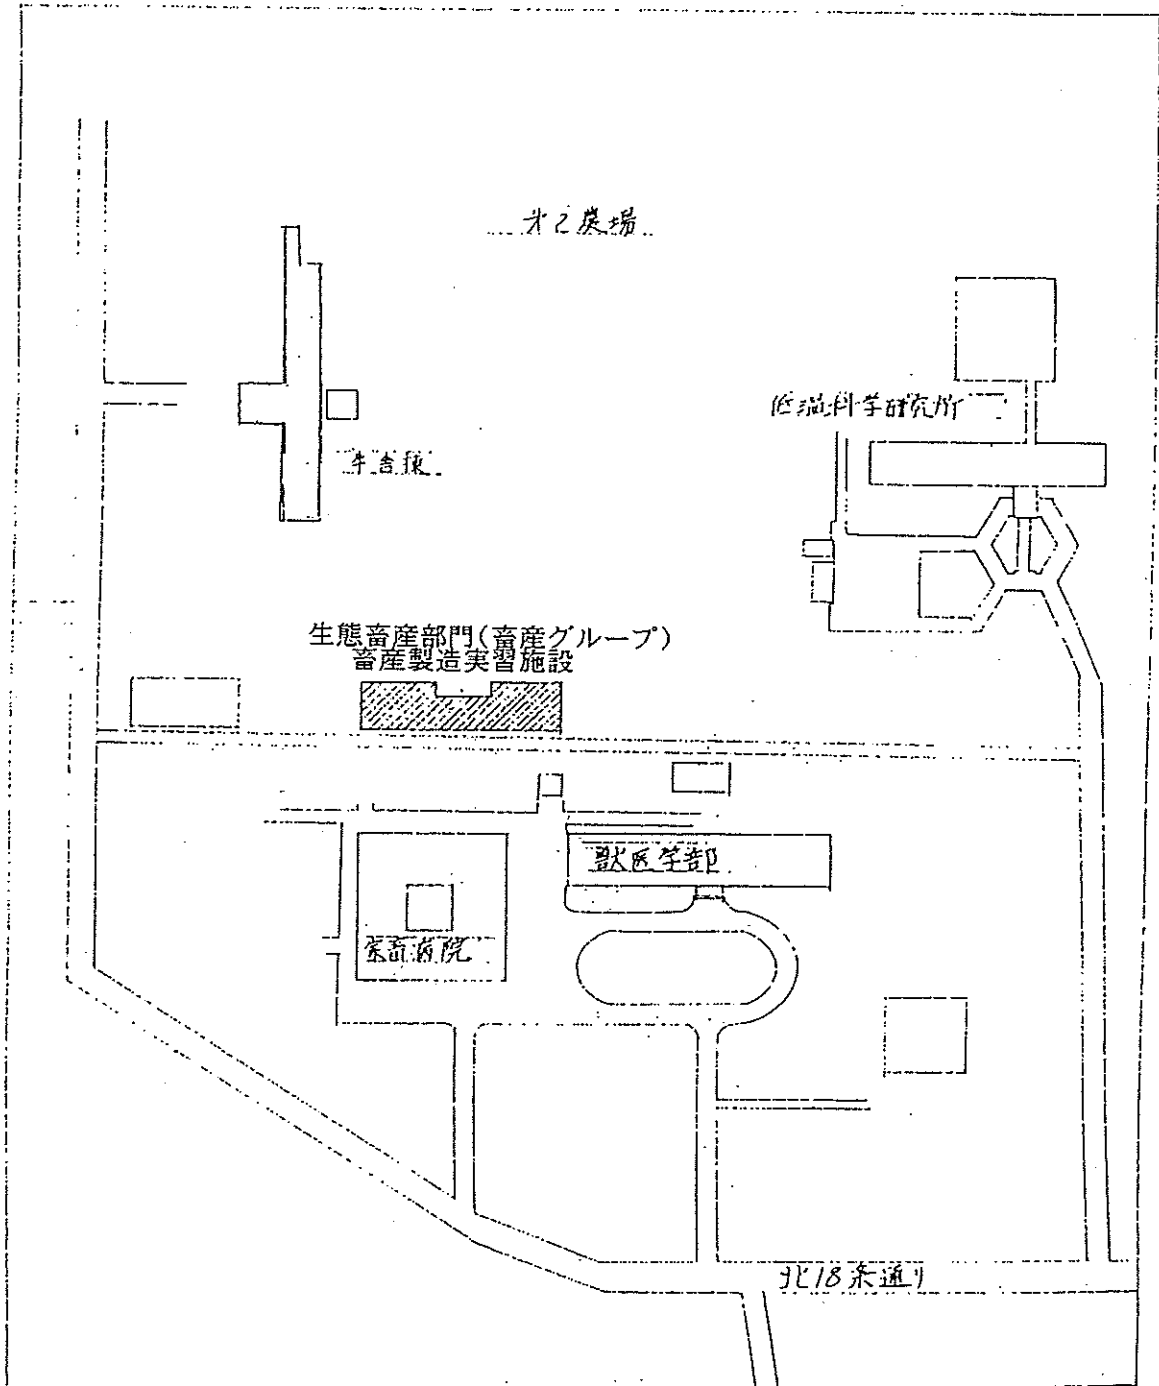 第2農場
低温科学研究所
牛舎棟
生態畜産部門(畜産グループ)
畜産製造実習施設
獣医学部
家畜病院
北18条通り